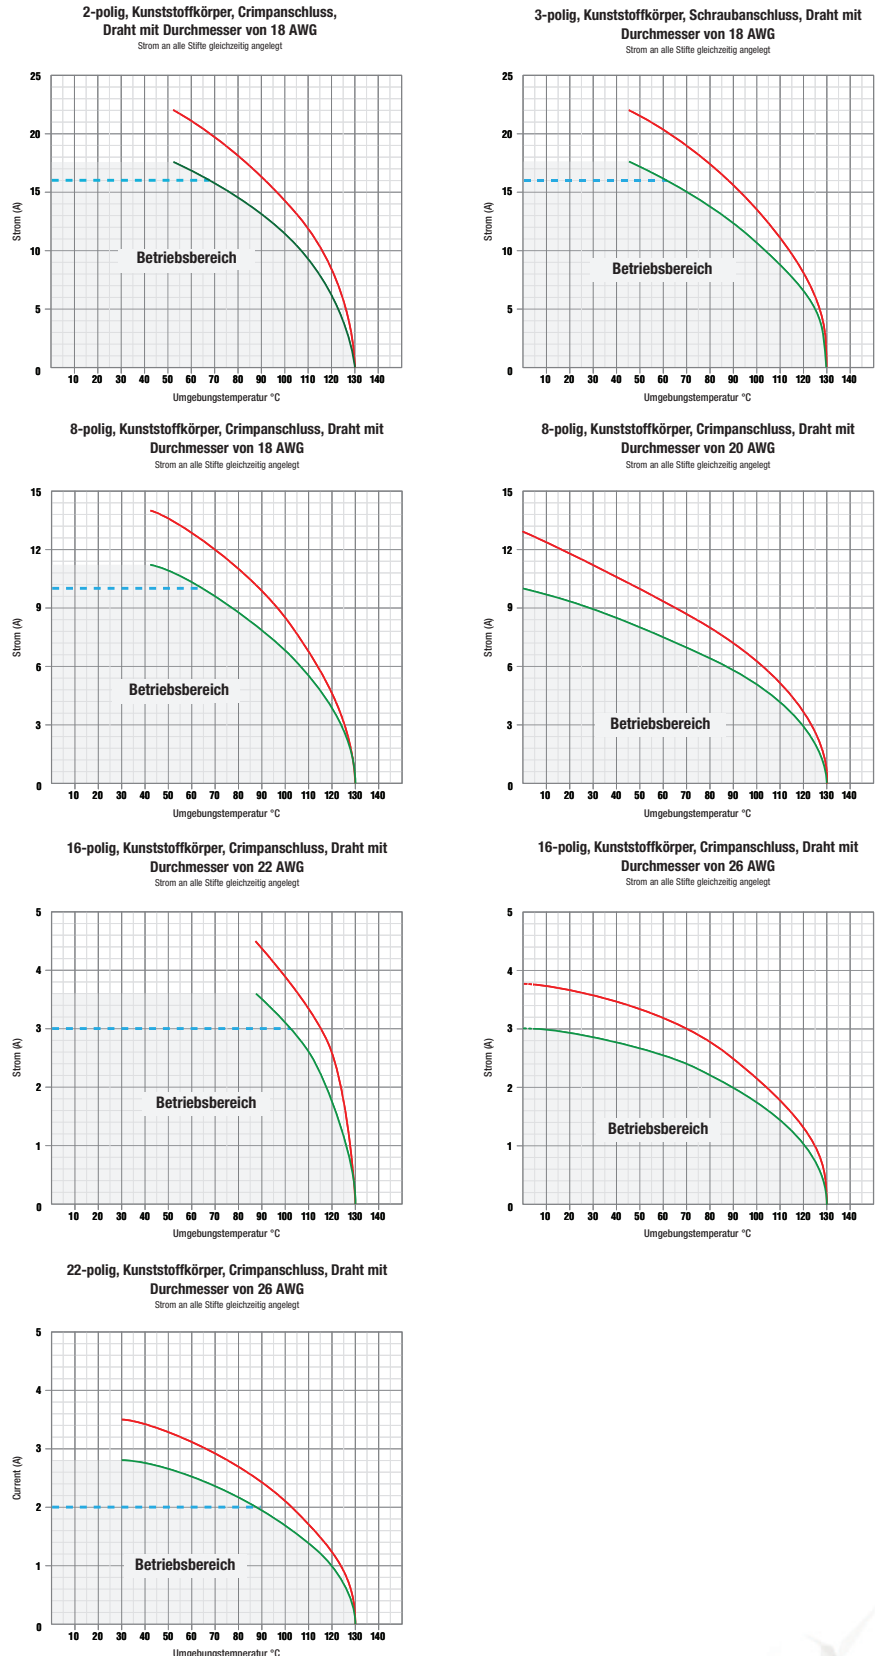 2-polig, Kunststoffkörper, Crimpanschluss,
Draht mit Durchmesser von 18 AWG
Strom an alle Stifte gleichzeitig angelegt
25
20
15
10
5
0
Strom (A)
Betriebsbereich
10 20 30 40 50 60 70 80 90 100 110 120 130 140
Umgebungstemperatur °C
3-polig, Kunststoffkörper, Schraubanschluss, Draht mit
Durchmesser von 18 AWG
Strom an alle Stifte gleichzeitig angelegt
25
20
15
10
5
0
Strom (A)
Betriebsbereich
10 20 30 40 50 60 70 80 90 100 110 120 130 140
Umgebungstemperatur °C
8-polig, Kunststoffkörper, Crimpanschluss, Draht mit
Durchmesser von 18 AWG
Strom an alle Stifte gleichzeitig angelegt
15
12
9
6
3
0
Strom (A)
Betriebsbereich
10 20 30 40 50 60 70 80 90 100 110 120 130 140
Umgebungstemperatur °C
8-polig, Kunststoffkörper, Crimpanschluss, Draht mit
Durchmesser von 20 AWG
Strom an alle Stifte gleichzeitig angelegt
15
12
9
6
3
0
Strom (A)
Betriebsbereich
10 20 30 40 50 60 70 80 90 100 110 120 130 140
Umgebungstemperatur °C
16-polig, Kunststoffkörper, Crimpanschluss, Draht mit
Durchmesser von 22 AWG
Strom an alle Stifte gleichzeitig angelegt
5
4
3
2
1
0
Strom (A)
Betriebsbereich
10 20 30 40 50 60 70 80 90 100 110 120 130 140
Umgebungstemperatur °C
16-polig, Kunststoffkörper, Crimpanschluss, Draht mit
Durchmesser von 26 AWG
Strom an alle Stifte gleichzeitig angelegt
5
4
3
2
1
0
Strom (A)
Betriebsbereich
10 20 30 40 50 60 70 80 90 100 110 120 130 140
Umgebungstemperatur °C
22-polig, Kunststoffkörper, Crimpanschluss, Draht mit
Durchmesser von 26 AWG
Strom an alle Stifte gleichzeitig angelegt
5
4
3
2
1
0
Current (A)
Betriebsbereich
10 20 30 40 50 60 70 80 90 100 110 120 130 140
Umgebungstemperatur °C